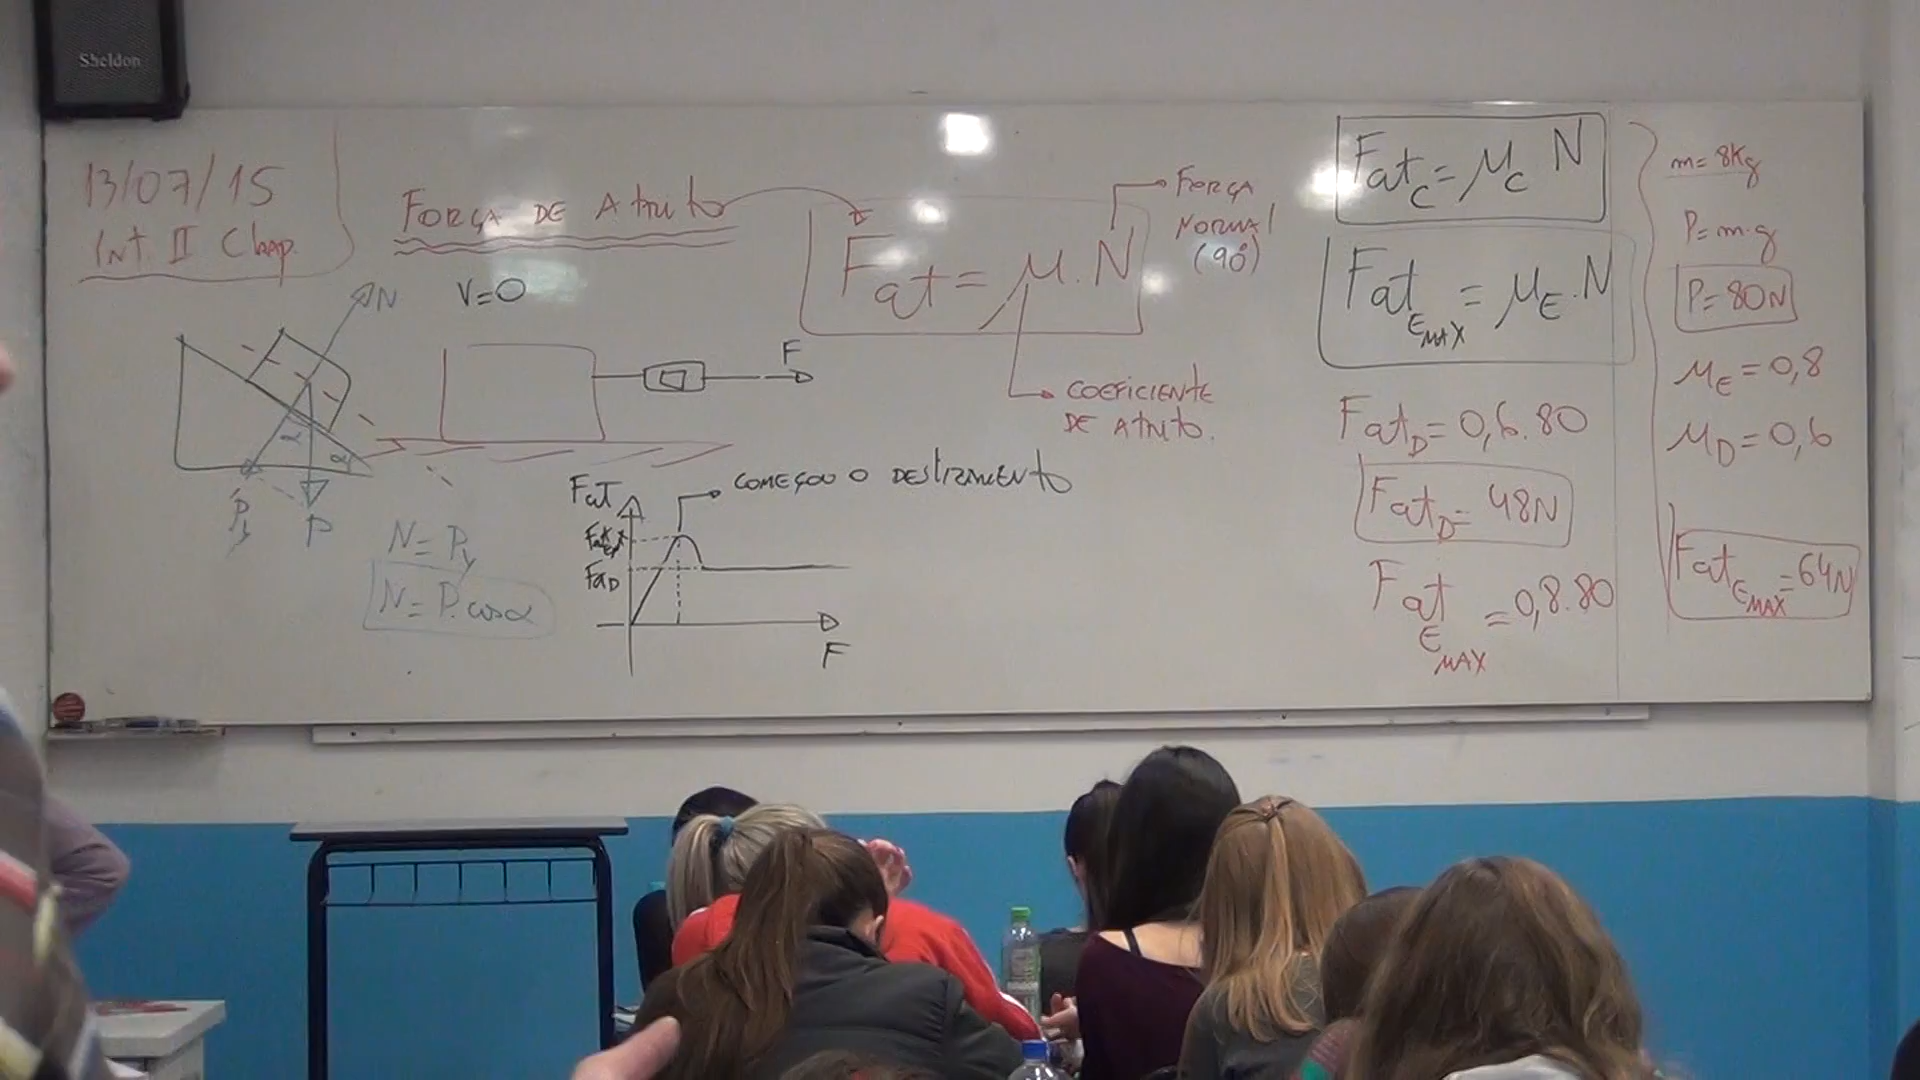 Sheldon
13/07/15
Int. II Chap.
FORÇA DE Atrito
Fat = μ.N
FORÇA
NORMAL
(90°)
COEFICIENTE
DE Atrito.
V=0
F
N
α
α
Py
P
N = Py
N = P.cosα
Fat
FatD
F
COMEÇOU O DESLIZAMENTO
FatC = μC N
FatEMAX = μE.N
FatD = 0,6.80
FatD = 48N
FatEMAX = 0,8.80
m= 8Kg
P= m.g
P= 80N
μE = 0,8
μD = 0,6
FatEMAX = 64N